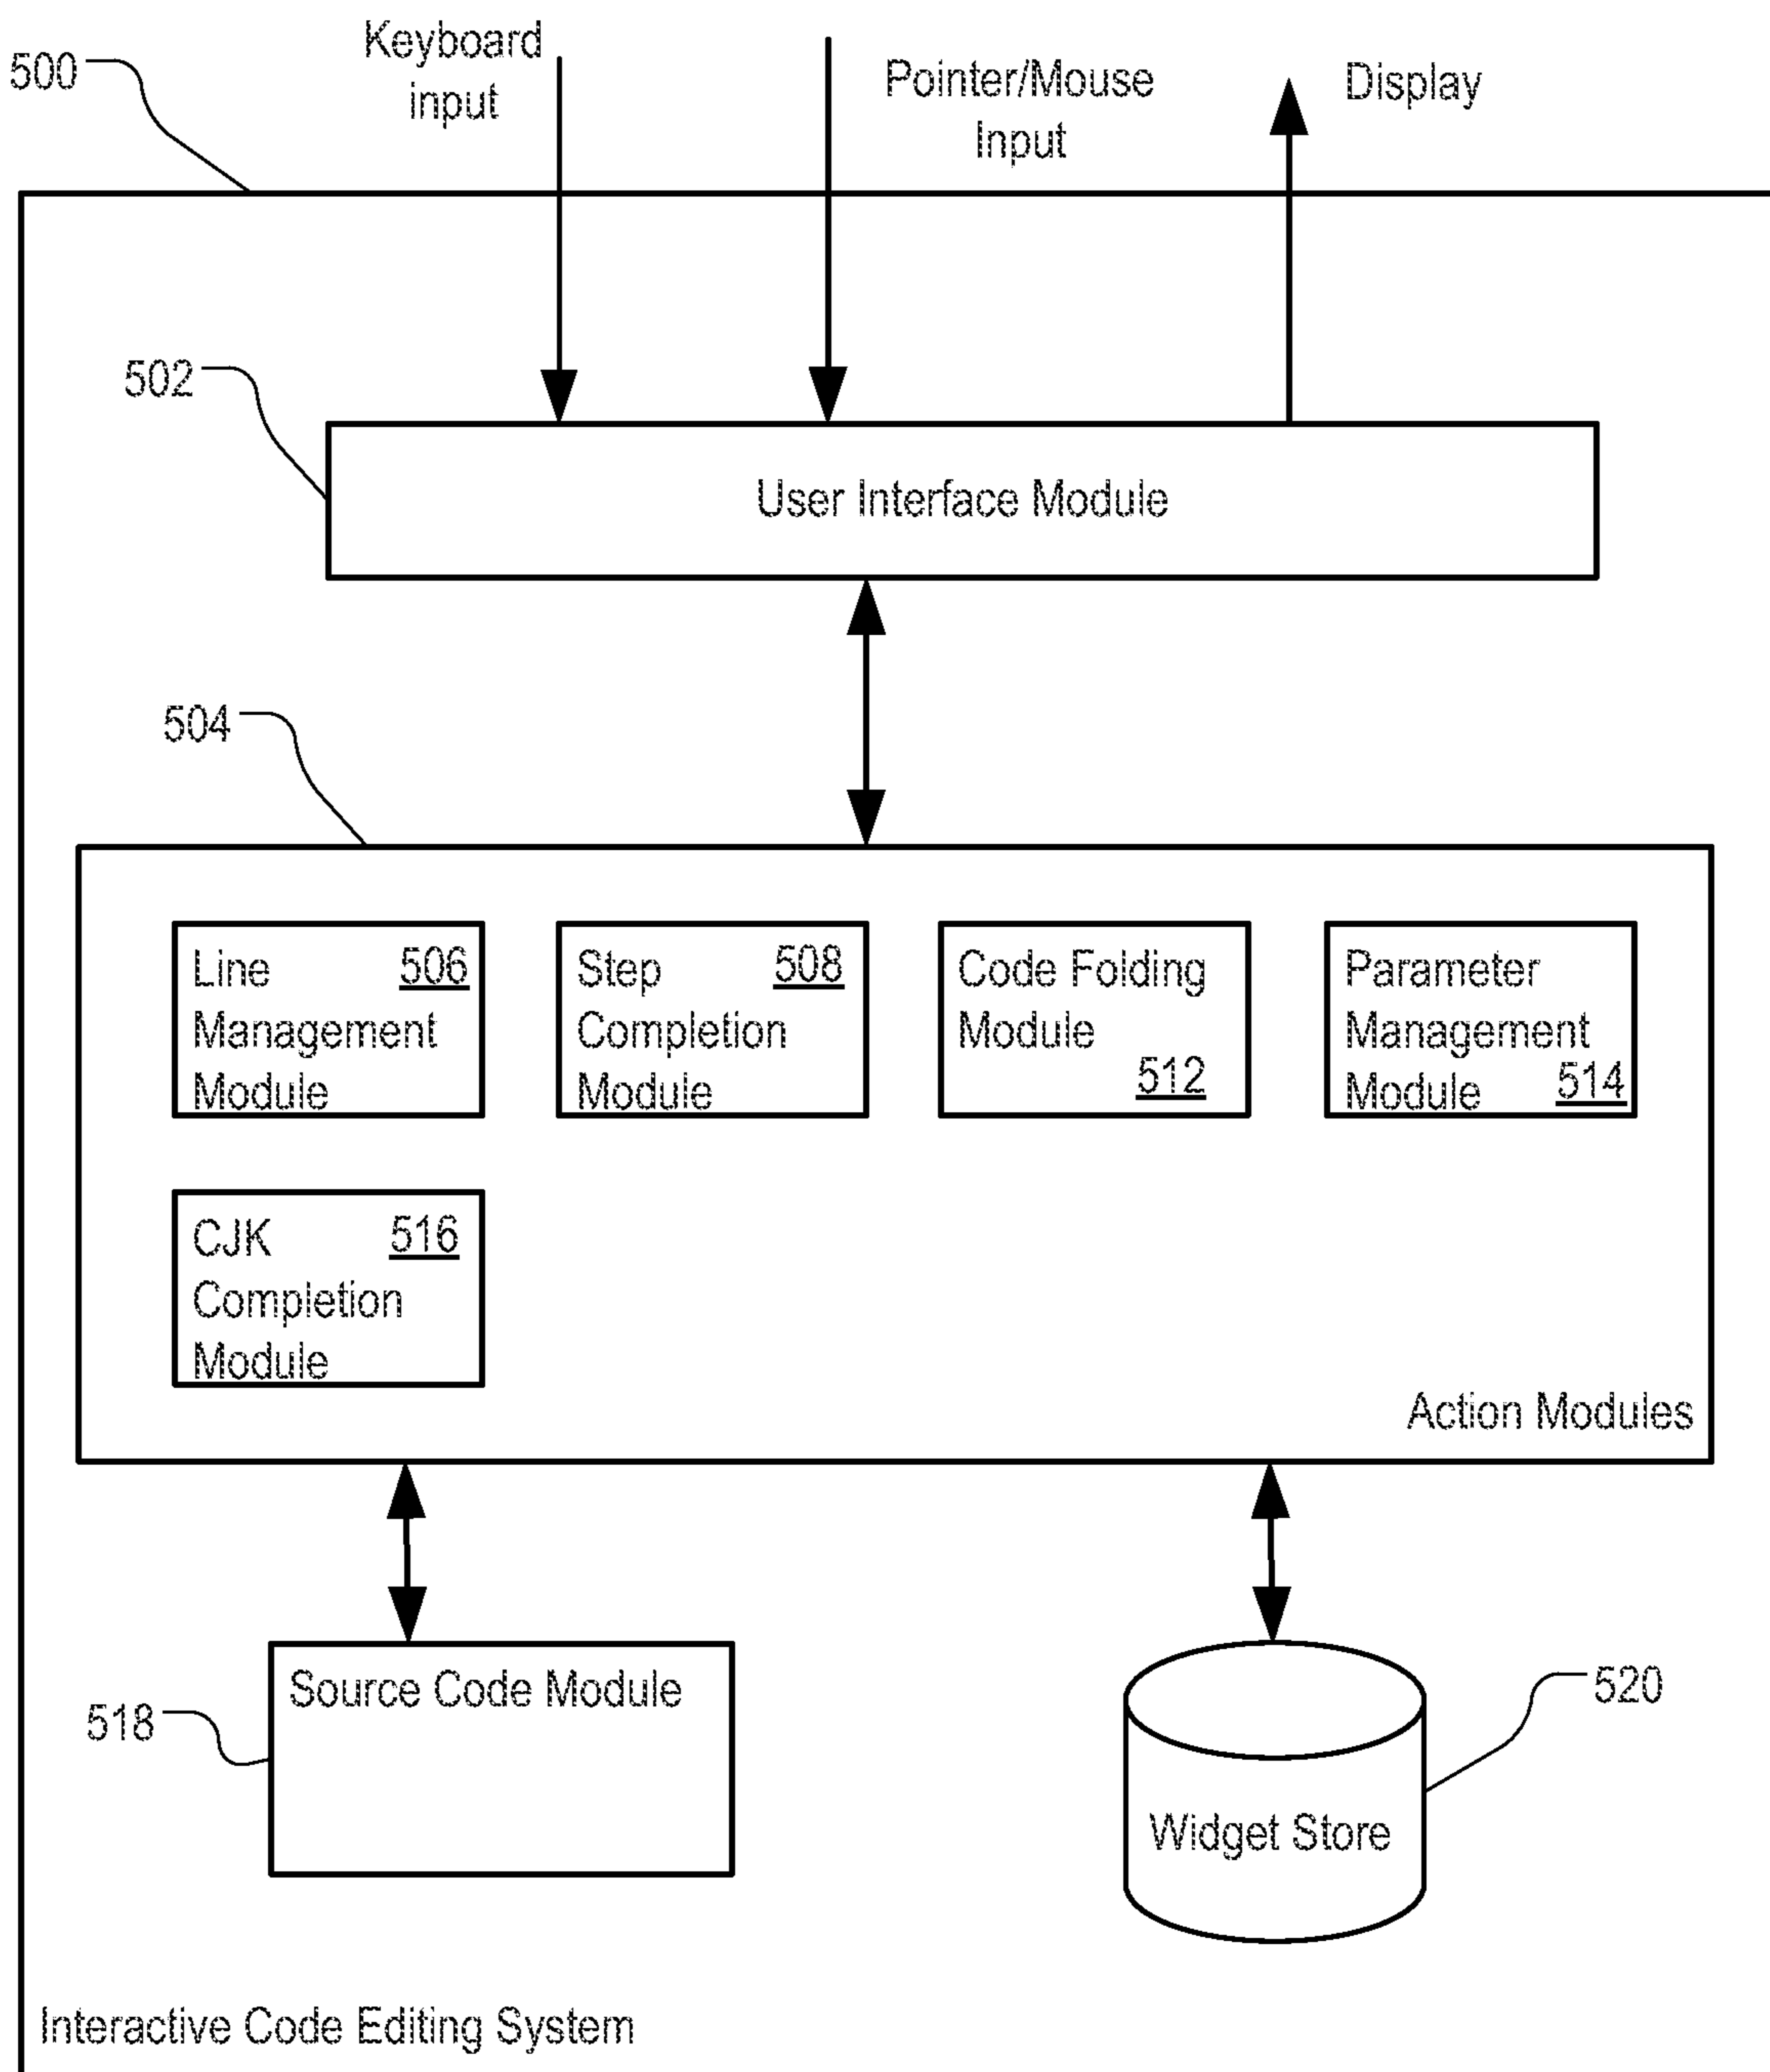 500
Keyboard
input
Pointer/Mouse
Input
Display
502
User Interface Module
504
Line 506
Management
Module
Step 508
Completion
Module
Code Folding
Module
512
Parameter
Management
Module 514
CJK 516
Completion
Module
Action Modules
Source Code Module
518
520
Widget Store
Interactive Code Editing System